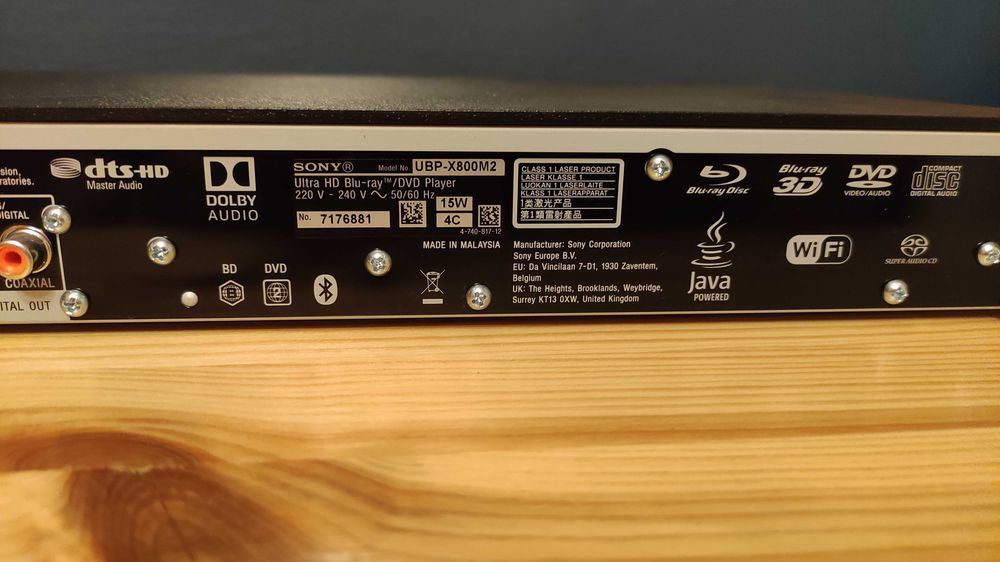 sion,
ratories.
S/
DIGITAL
COAXIAL
ITAL OUT
dts-HD
Master Audio
DOLBY
AUDIO
SONY®
Model No. UBP-X800M2
Ultra HD Blu-ray™/DVD Player
220 V - 240 V ~ 50/60 Hz
15W
No. 7176881
4C
4-740-817-12
MADE IN MALAYSIA
BD
DVD
2
CLASS 1 LASER PRODUCT
LASER KLASSE 1
LUOKAN 1 LASERLAITE
KLASS 1 LASERAPPARAT
1类激光产品
第1類雷射產品
Manufacturer: Sony Corporation
Sony Europe B.V.
EU: Da Vincilaan 7-D1, 1930 Zaventem,
Belgium
UK: The Heights, Brooklands, Weybridge,
Surrey KT13 0XW, United Kingdom
Blu-ray Disc
Blu-ray
3D
DVD
VIDEO/AUDIO
COMPACT
disc
DIGITAL AUDIO
Java
POWERED
Wi Fi
SUPER AUDIO CD